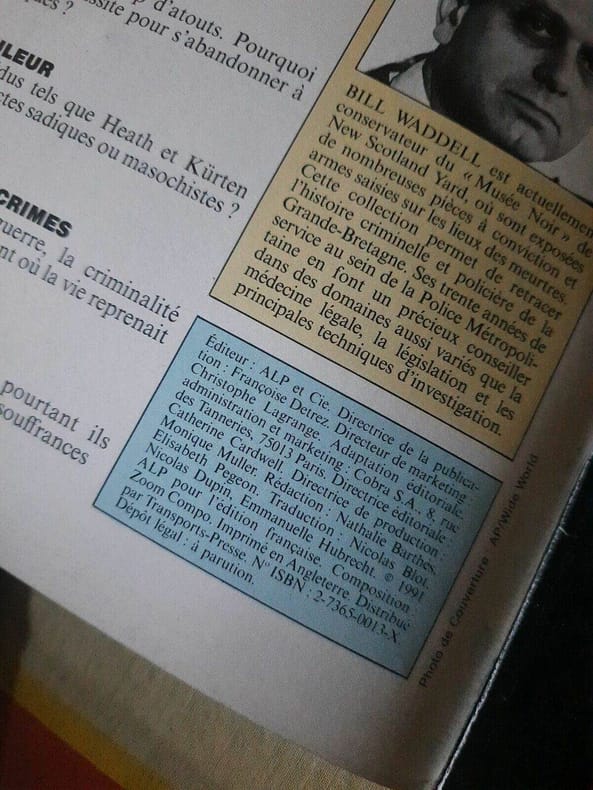 d'atouts. Pourquoi
pour s'abandonner à
?
LEUR
dus tels que Heath et Kürten
ctes sadiques ou masochistes ?
CRIMES
guerre, la criminalité
nt où la vie reprenait
pourtant ils
souffrances
BILL WADDELL est actuellemen
conservateur du « Musée Noir » de
New Scotland Yard, où sont exposées
de nombreuses pièces à conviction et
armes saisies sur les lieux des meurtres.
Cette collection permet de retracer
l'histoire criminelle et policière de la
Grande-Bretagne. Ses trente années de
service au sein de la Police Métropoli-
taine en font un précieux conseiller
dans des domaines aussi variés que la
médecine légale, la législation et les
principales techniques d'investigation.
Éditeur : ALP et Cie. Directrice de la publica-
tion : Françoise Detrez. Directeur de marketing :
Christophe Lagrange. Adaptation éditoriale,
administration et marketing : Cobra S.A., 8, rue
des Tanneries, 75013 Paris. Directrice éditoriale :
Catherine Cardwell. Directrice de production :
Monique Muller. Rédaction : Nathalie Barthes,
Elisabeth Pegeon. Traduction : Nicolas Blot,
Nicolas Dupin, Emmanuelle Hubrecht. © 1991
ALP pour l'édition française. Composition :
Zoom Compo. Imprimé en Angleterre. Distribué
par Transports-Presse. N° ISBN : 2-7365-0013-X.
Dépôt légal : à parution.
Photo de Couverture AP/Wide World